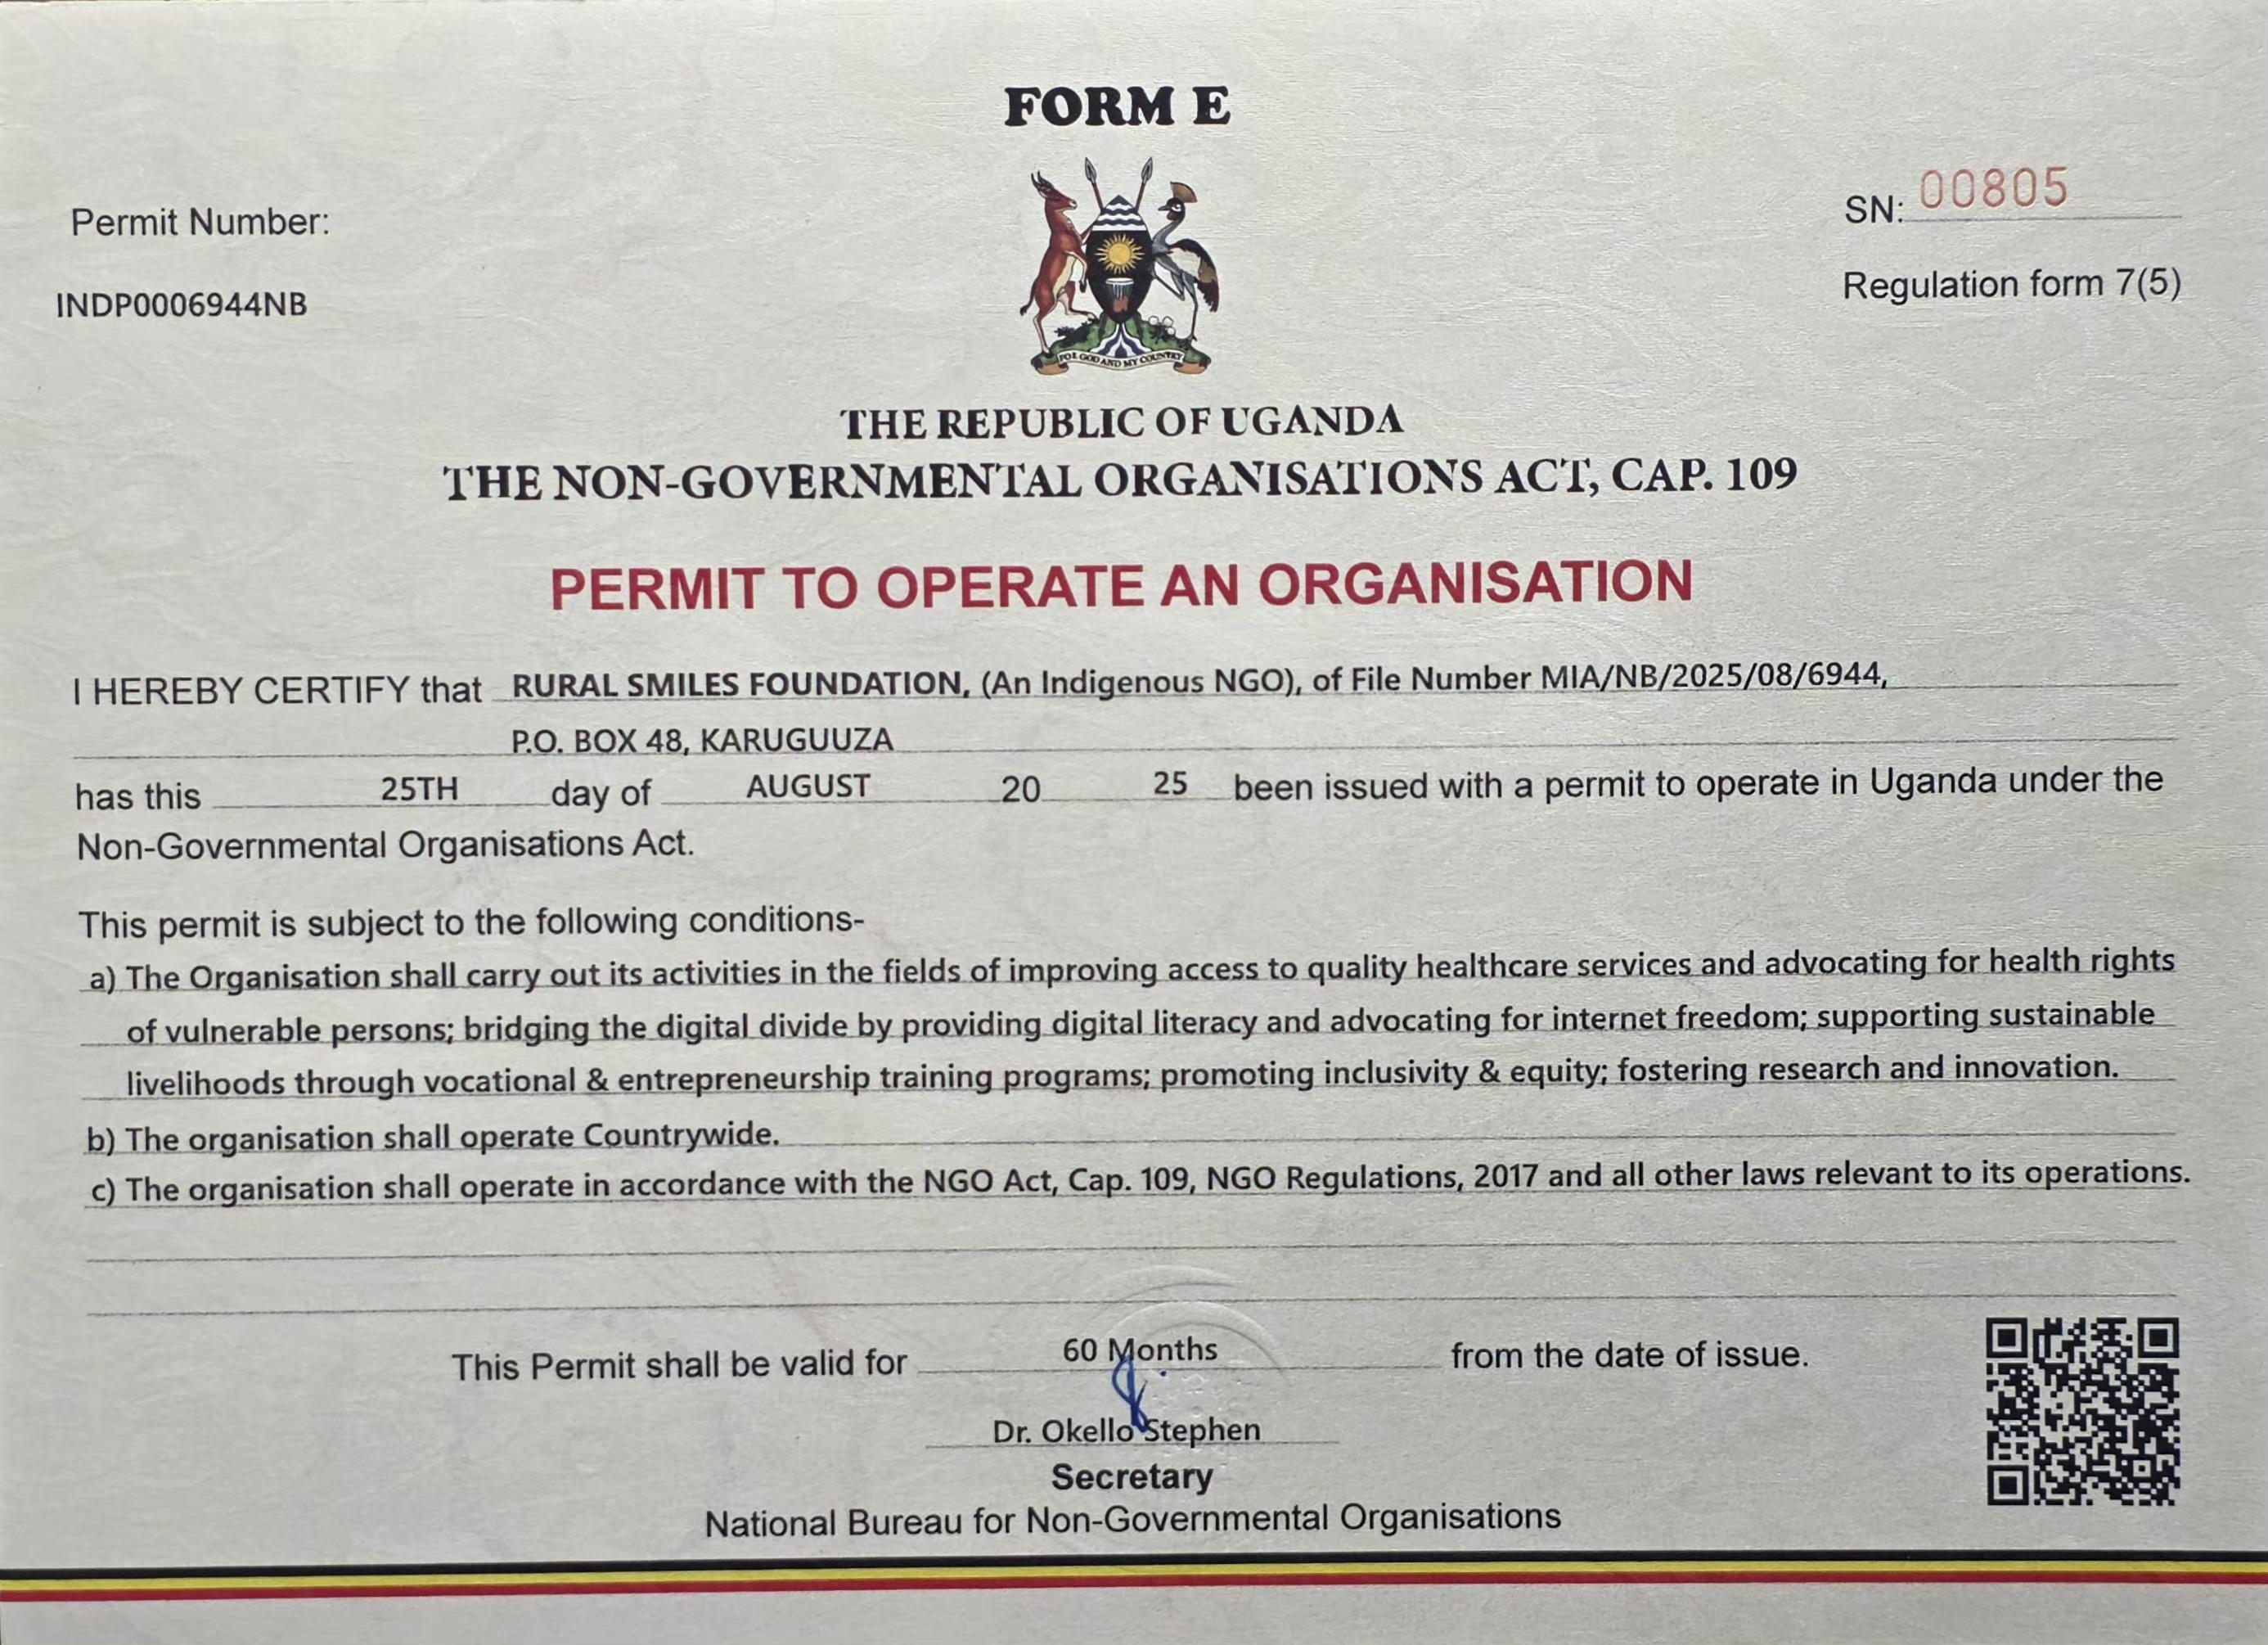 FORM E
Permit Number:
INDP0006944NB
SN: 00805
Regulation form 7(5)
FOR GOD AND MY COUNTRY
THE REPUBLIC OF UGANDA
THE NON-GOVERNMENTAL ORGANISATIONS ACT, CAP. 109
PERMIT TO OPERATE AN ORGANISATION
I HEREBY CERTIFY that RURAL SMILES FOUNDATION, (An Indigenous NGO), of File Number MIA/NB/2025/08/6944,
P.O. BOX 48, KARUGUUZA
has this 25TH day of AUGUST 20 25 been issued with a permit to operate in Uganda under the
Non-Governmental Organisations Act.
This permit is subject to the following conditions-
a) The Organisation shall carry out its activities in the fields of improving access to quality healthcare services and advocating for health rights
of vulnerable persons; bridging the digital divide by providing digital literacy and advocating for internet freedom; supporting sustainable
livelihoods through vocational & entrepreneurship training programs; promoting inclusivity & equity; fostering research and innovation.
b) The organisation shall operate Countrywide.
c) The organisation shall operate in accordance with the NGO Act, Cap. 109, NGO Regulations, 2017 and all other laws relevant to its operations.
This Permit shall be valid for 60 Months from the date of issue.
Dr. Okello Stephen
Secretary
National Bureau for Non-Governmental Organisations